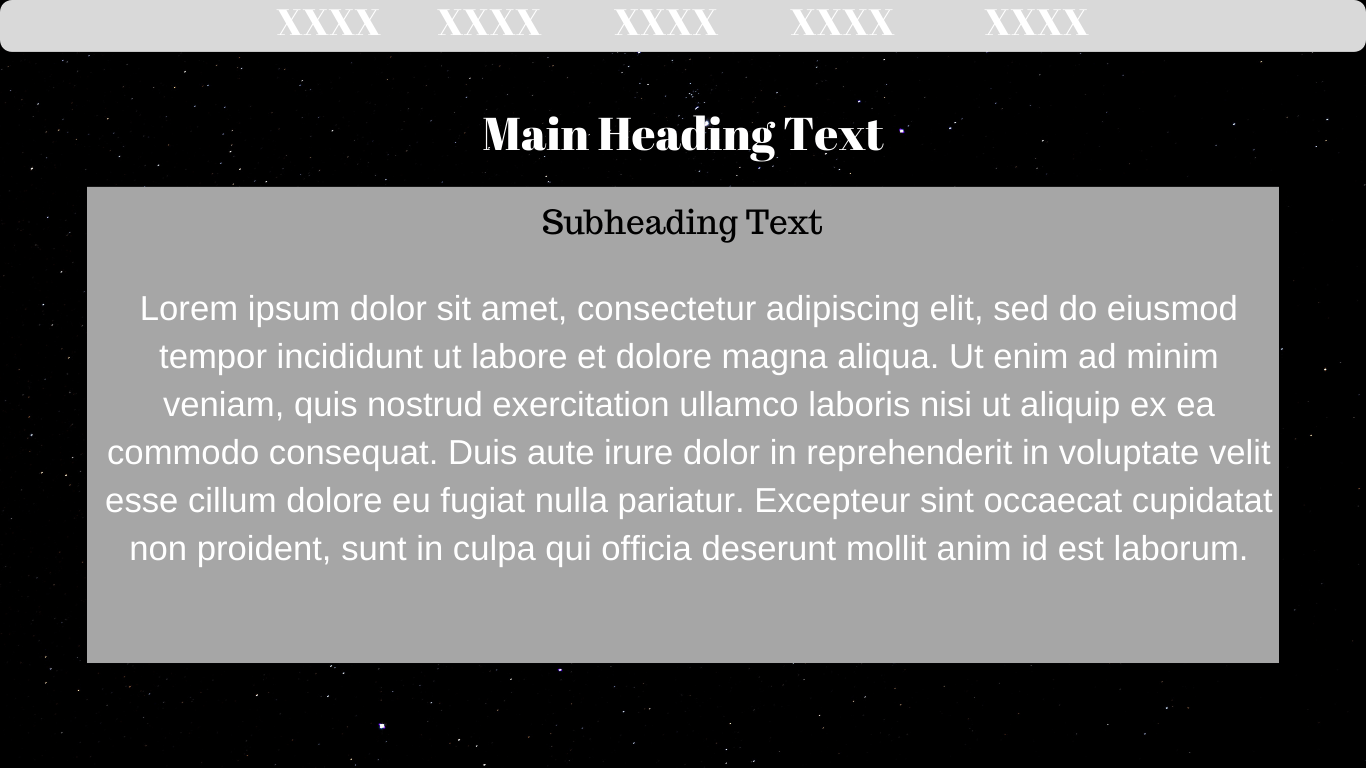 XXXX XXXX XXXX XXXX XXXX
Main Heading Text
Subheading Text
Lorem ipsum dolor sit amet, consectetur adipiscing elit, sed do eiusmod
tempor incididunt ut labore et dolore magna aliqua. Ut enim ad minim
veniam, quis nostrud exercitation ullamco laboris nisi ut aliquip ex ea
commodo consequat. Duis aute irure dolor in reprehenderit in voluptate velit
esse cillum dolore eu fugiat nulla pariatur. Excepteur sint occaecat cupidatat
non proident, sunt in culpa qui officia deserunt mollit anim id est laborum.